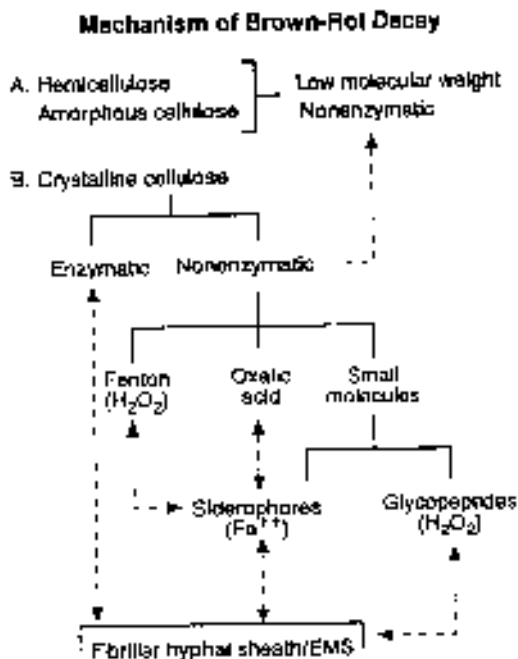 Mechanism of Brown-Rot Decay
A. Hemicellulose
Amorphous cellulose
Low molecular weight
Nonenzymatic
B. Crystalline cellulose
Enzymatic Nonenzymatic
Fenton
(H₂O₂)
Oxalic
acid
Small
molecules
Siderophores
(Fe⁺⁺)
Glycopeptides
(H₂O₂)
Fibrillar hyphal sheath/EMS